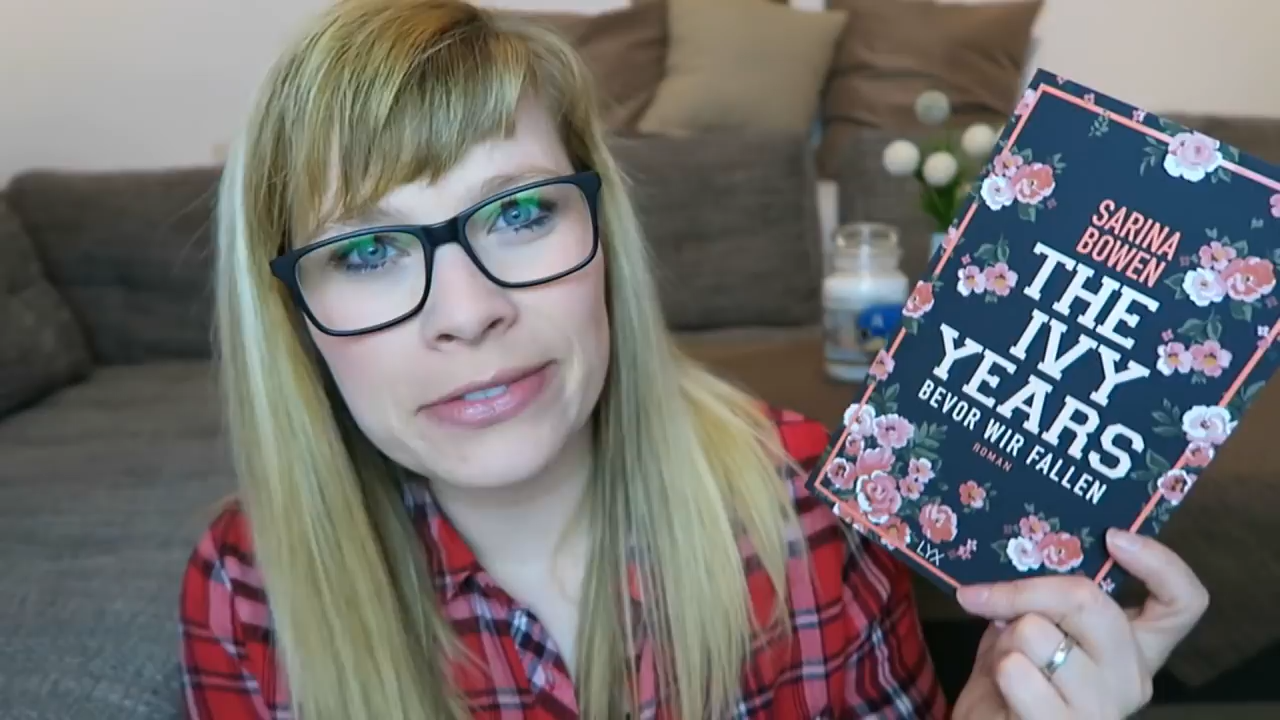 SARINA
BOWEN
THE
IVY
YEARS
BEVOR WIR FALLEN
ROMAN
LYX